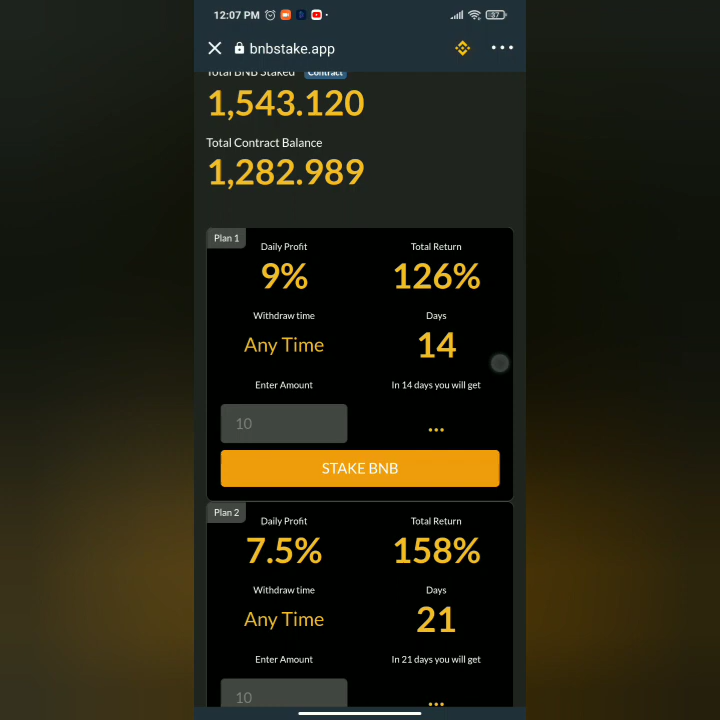 12:07 PM
37
bnbstake.app
Total BNB Staked Contract
1,543.120
Total Contract Balance
1,282.989
Plan 1
Daily Profit Total Return
9% 126%
Withdraw time Days
Any Time 14
Enter Amount In 14 days you will get
10 ...
STAKE BNB
Plan 2
Daily Profit Total Return
7.5% 158%
Withdraw time Days
Any Time 21
Enter Amount In 21 days you will get
10 ...